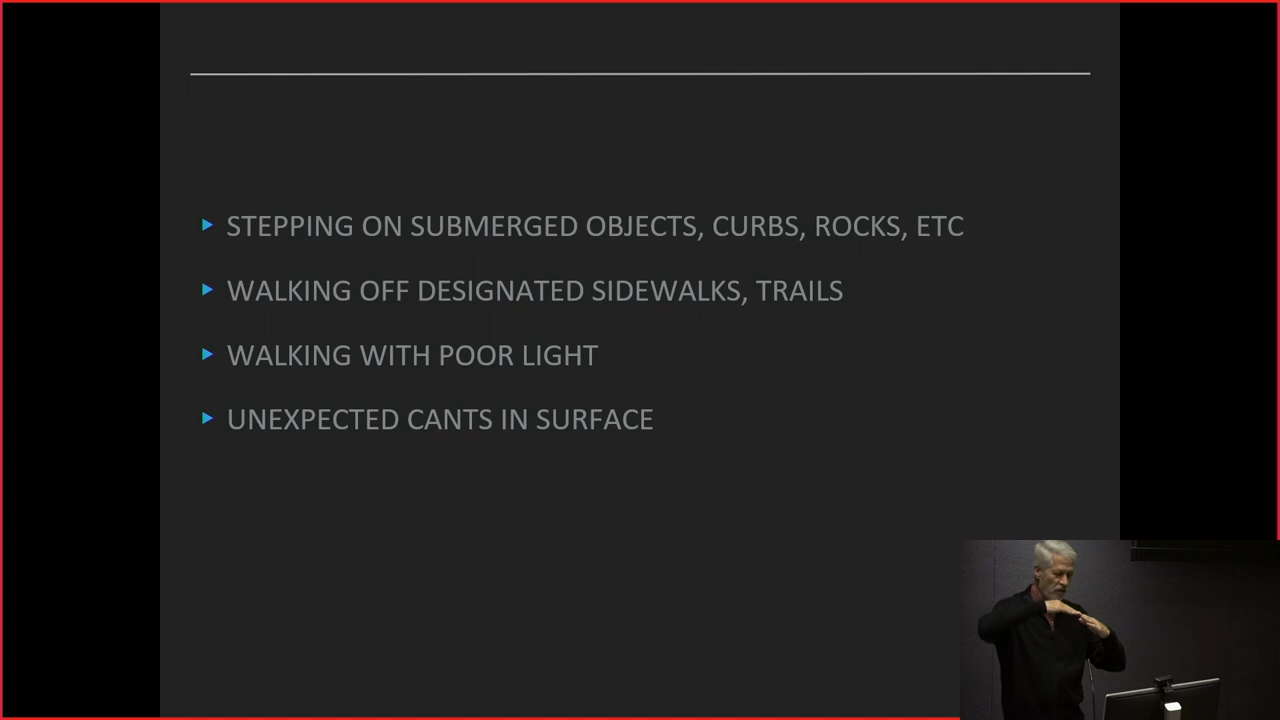 STEPPING ON SUBMERGED OBJECTS, CURBS, ROCKS, ETC
WALKING OFF DESIGNATED SIDEWALKS, TRAILS
WALKING WITH POOR LIGHT
UNEXPECTED CANTS IN SURFACE